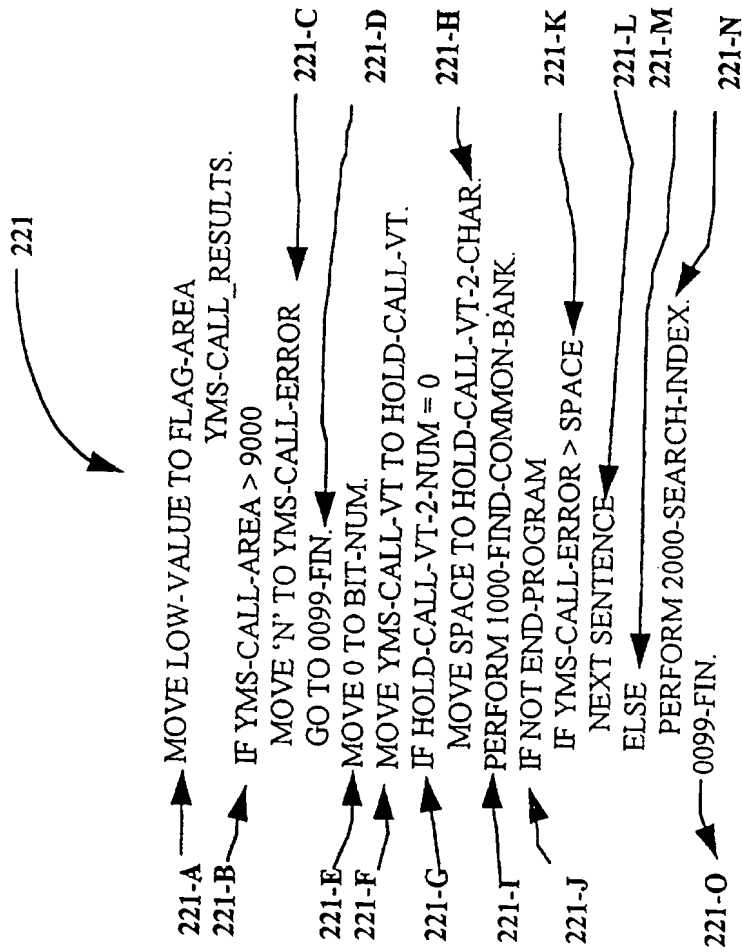 221
221-A MOVE LOW-VALUE TO FLAG-AREA
YMS-CALL_RESULTS.
221-B IF YMS-CALL-AREA > 9000
MOVE ‘N’ TO YMS-CALL-ERROR 221-C
GO TO 0099-FIN. 221-D
221-E MOVE 0 TO BIT-NUM.
221-F MOVE YMS-CALL-VT TO HOLD-CALL-VT.
221-G IF HOLD-CALL-VT-2-NUM = 0
MOVE SPACE TO HOLD-CALL-VT-2-CHAR. 221-H
221-I PERFORM 1000-FIND-COMMON-BANK.
221-J IF NOT END-PROGRAM
IF YMS-CALL-ERROR > SPACE 221-K
NEXT SENTENCE 221-L
ELSE 221-M
PERFORM 2000-SEARCH-INDEX. 221-N
221-O 0099-FIN.